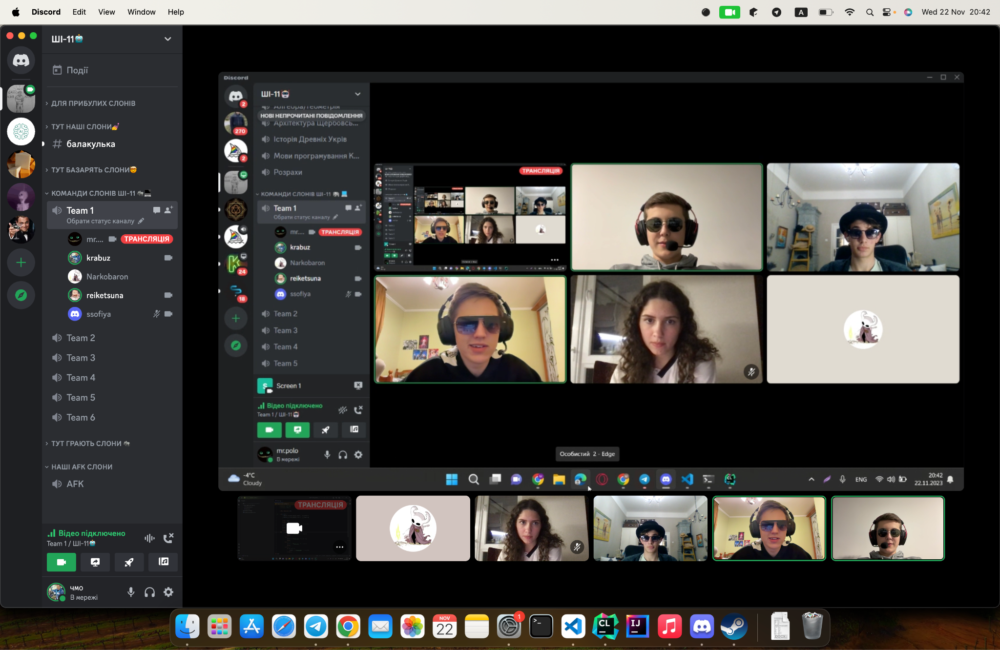 Discord Edit View Window Help
A
Wed 22 Nov 20:42
ШІ-11
Події
ДЛЯ ПРИБУЛИХ СЛОНІВ
ТУТ НАШІ СЛОНИ
# балакулька
ТУТ БАЗАРЯТЬ СЛОНИ
КОМАНДИ СЛОНІВ ШІ-11
Team 1
Обрати статус каналу
mr.... ТРАНСЛЯЦІЯ
krabuz
Narkobaron
reiketsuna
ssofiya
Team 2
Team 3
Team 4
Team 5
Team 6
ТУТ ГРАЮТЬ СЛОНИ
НАШІ AFK СЛОНИ
AFK
Відео підключено
Team 1 / ШІ-11
чмо
В мережі
Discord
2
270
2
24
18
ШІ-11
Алгебра/Геометрія
НОВІ НЕПРОЧИТАНІ ПОВІДОМЛЕННЯ
Архітектура Щербовсь...
Історія Древніх Укрів
Мови програмування К...
Розрахи
КОМАНДИ СЛОНІВ ШІ-11
Team 1
Обрати статус каналу
mr.... ТРАНСЛЯЦІЯ
krabuz
Narkobaron
reiketsuna
ssofiya
Team 2
Team 3
Team 4
Team 5
S Screen 1
Відео підключено
Team 1 / ШІ-11
mr.polo
В мережі
ТРАНСЛЯЦІЯ
Особистий 2 - Edge
-4°C
Cloudy
ENG
20:42
22.11.2023
ТРАНСЛЯЦІЯ
NOV
22
1
CL
IJ
DOCX